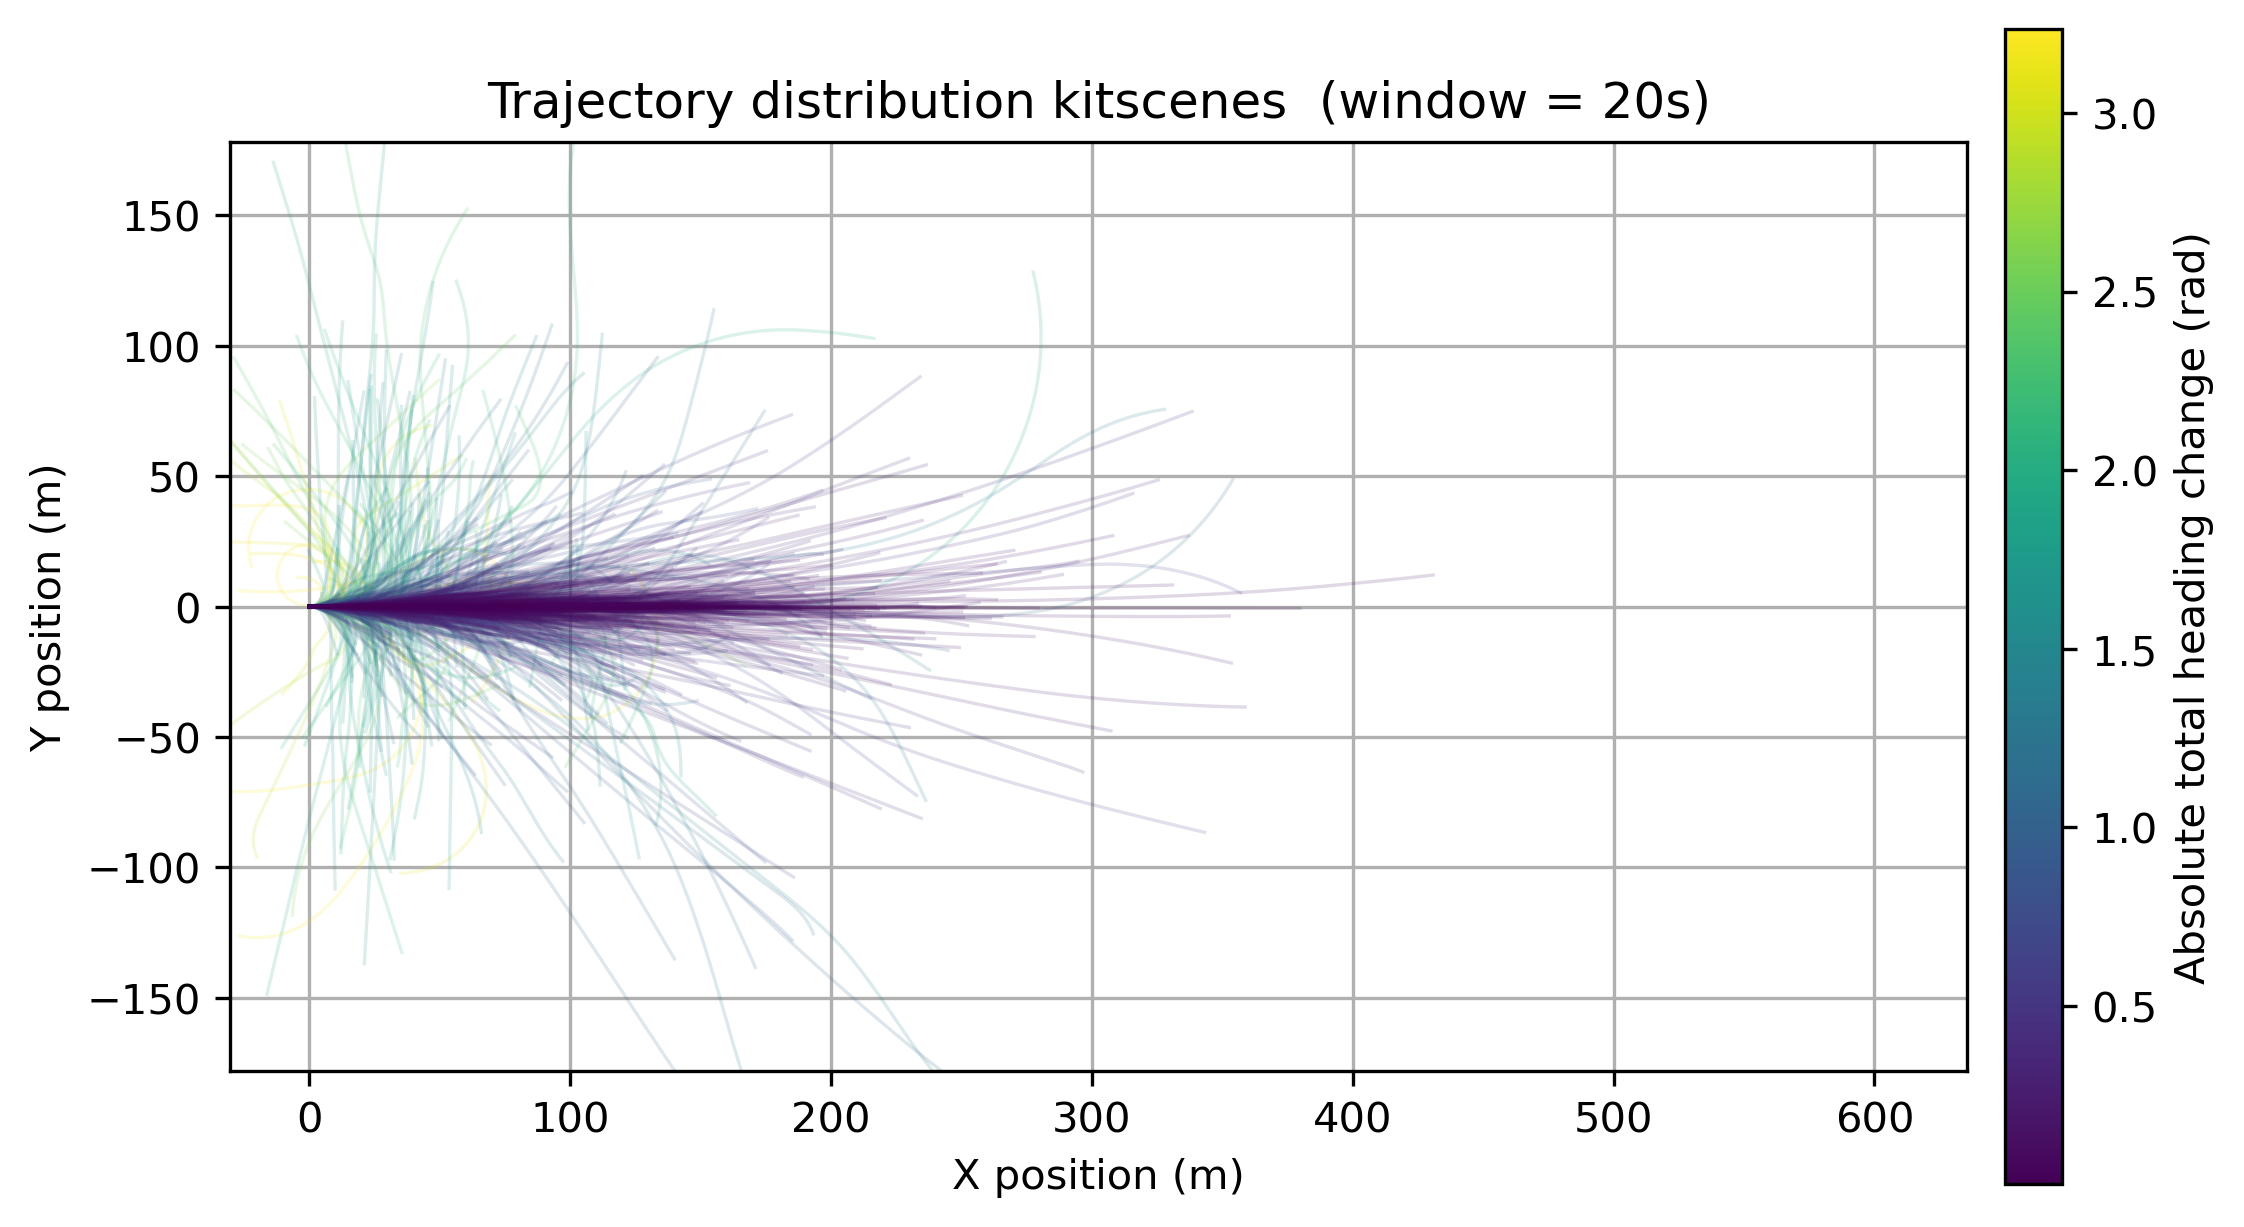 Trajectory distribution kitscenes  (window = 20s)
150
100
50
0
−50
−100
−150
Y position (m)
0 100 200 300 400 500 600
X position (m)
3.0
2.5
2.0
1.5
1.0
0.5
Absolute total heading change (rad)